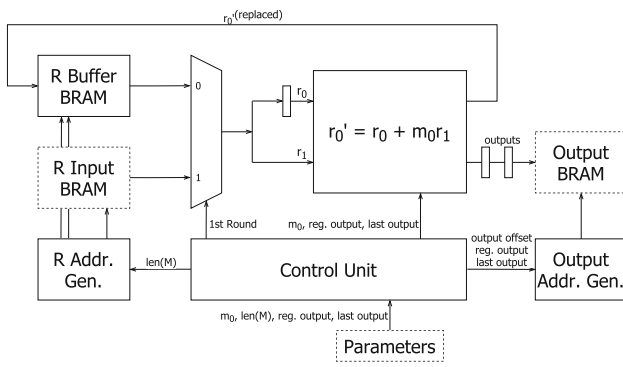 r₀'(replaced)
R Buffer
BRAM
0
r₀
r₀' = r₀ + m₀r₁
outputs
R Input
BRAM
1
r₁
Output
BRAM
1st Round
m₀, reg. output, last output
R Addr.
Gen.
len(M)
Control Unit
output offset
reg. output
last output
Output
Addr. Gen.
m₀, len(M), reg. output, last output
Parameters